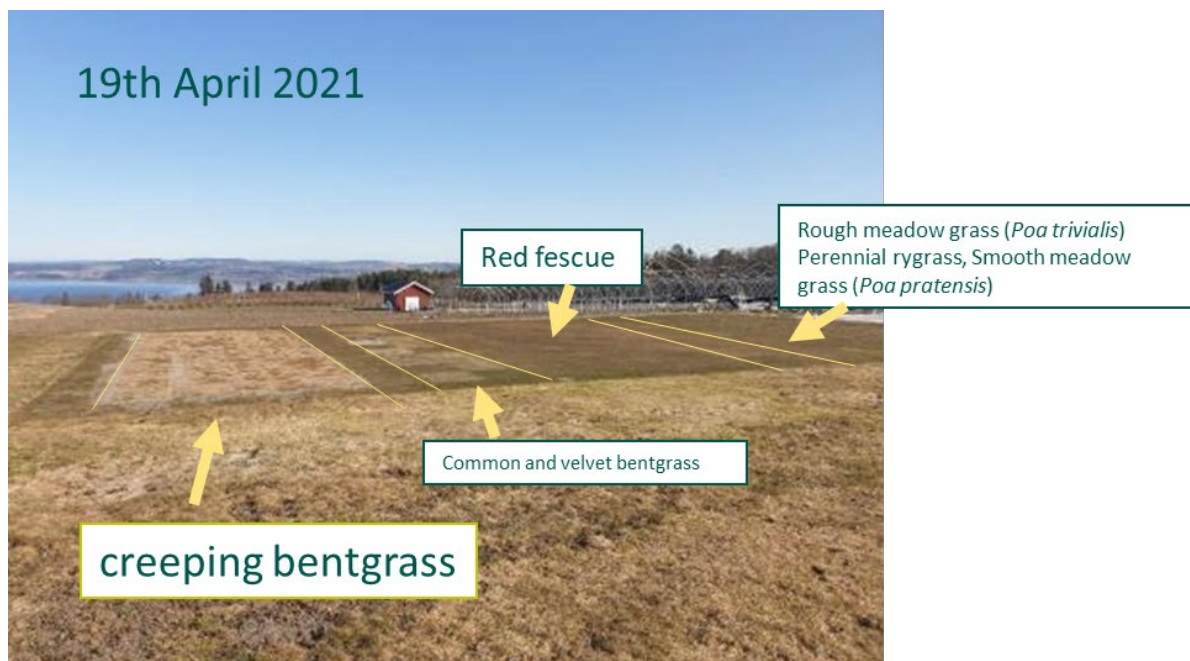 19th April 2021
Rough meadow grass (Poa trivialis)
Perennial rygrass, Smooth meadow
grass (Poa pratensis)
Red fescue
Common and velvet bentgrass
creeping bentgrass